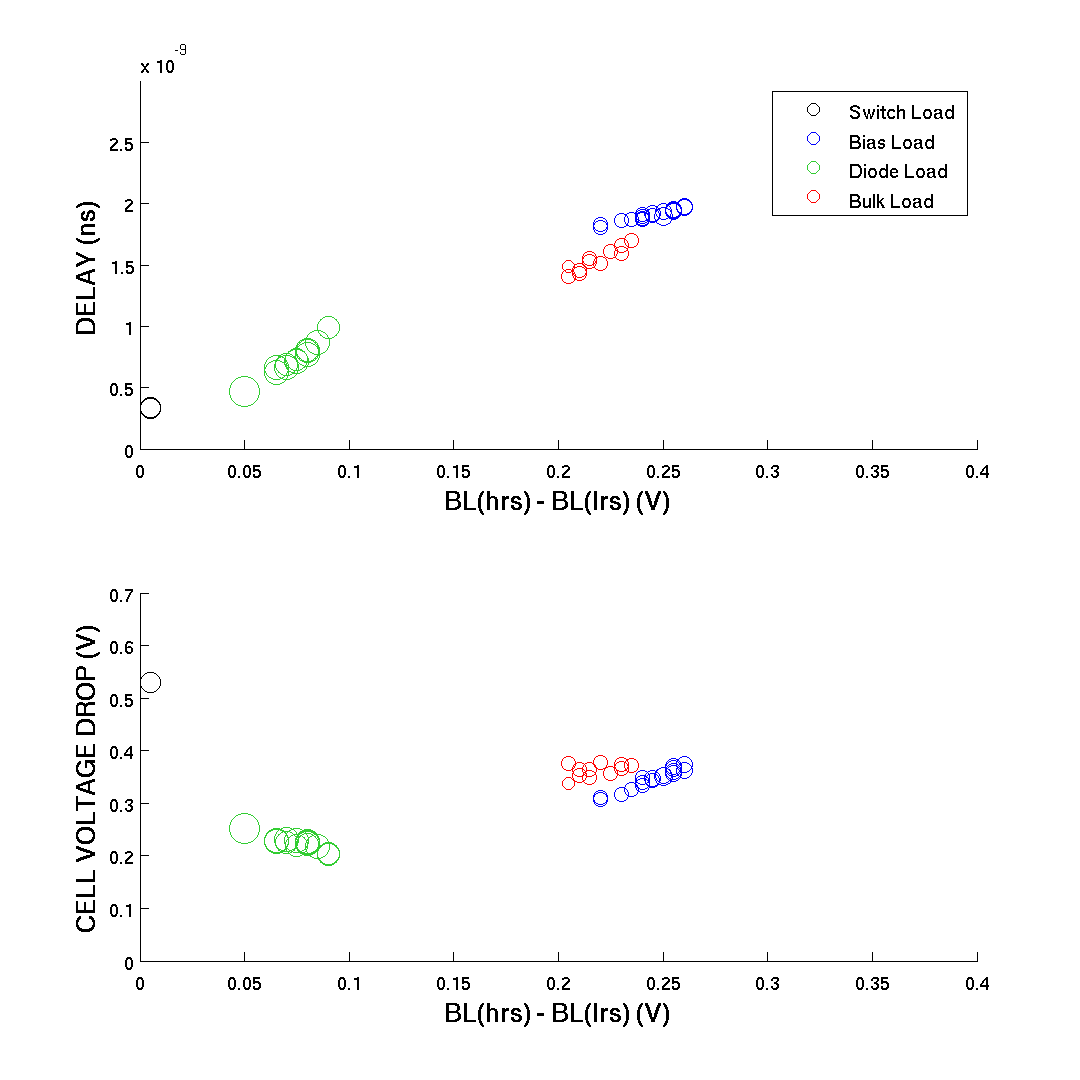 x 10^-9
2.5
2
1.5
1
0.5
0
DELAY (ns)
0 0.05 0.1 0.15 0.2 0.25 0.3 0.35 0.4
BL(hrs) - BL(lrs) (V)
Switch Load
Bias Load
Diode Load
Bulk Load
0.7
0.6
0.5
0.4
0.3
0.2
0.1
0
CELL VOLTAGE DROP (V)
0 0.05 0.1 0.15 0.2 0.25 0.3 0.35 0.4
BL(hrs) - BL(lrs) (V)